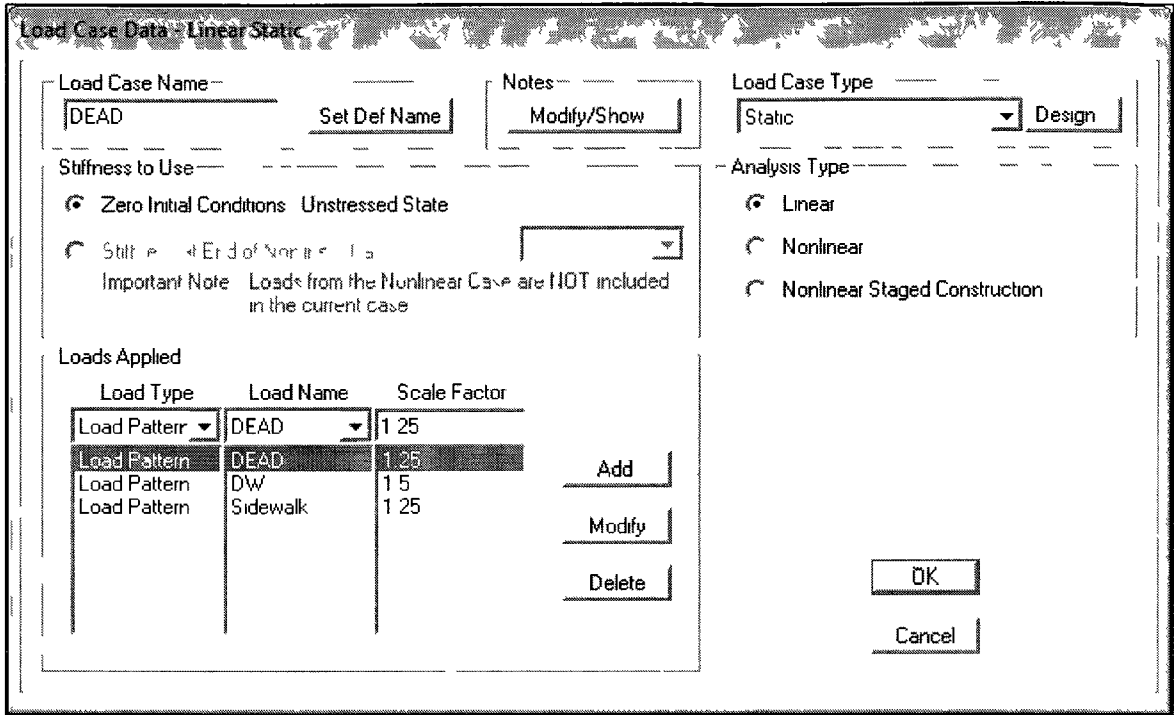 Load Case Data - Linear Static
Load Case Name
Notes
Load Case Type
DEAD
Set Def Name
Modify/Show
Static
Design
Stiffness to Use
Analysis Type
Zero Initial Conditions Unstressed State
Linear
at End of
Nonlinear
Important Note Loads from the Nonlinear Case are NOT included
in the current case
Nonlinear Staged Construction
Loads Applied
Load Type Load Name Scale Factor
Load Pattern DEAD 1 25
Load Pattern DEAD 1.25
Load Pattern DW 1 5
Load Pattern Sidewalk 1 25
Add
Modify
Delete
OK
Cancel